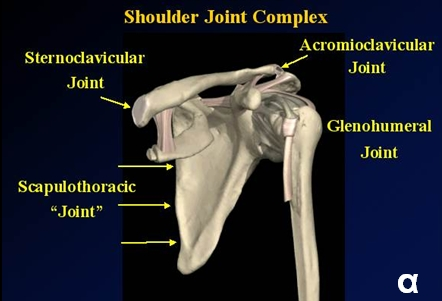 Shoulder Joint Complex
Sternoclavicular
Joint
Acromioclavicular
Joint
Glenohumeral
Joint
Scapulothoracic
“Joint”
α